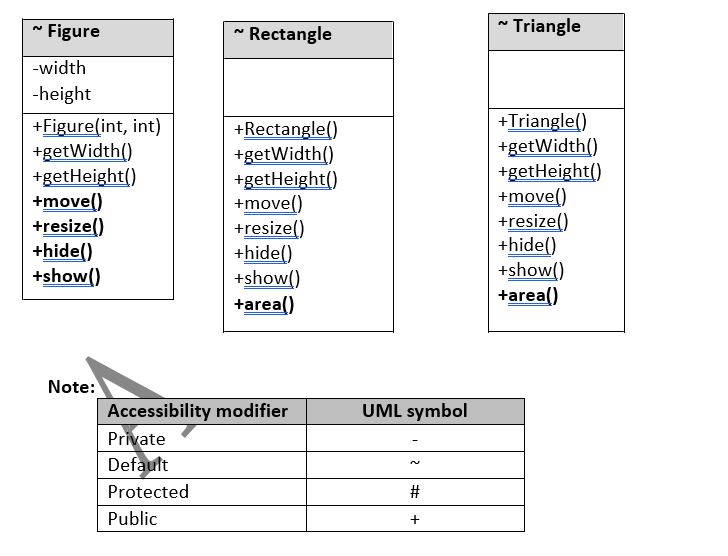 ~ Figure
-width
-height
+Figure(int, int)
+getWidth()
+getHeight()
+move()
+resize()
+hide()
+show()
~ Rectangle
+Rectangle()
+getWidth()
+getHeight()
+move()
+resize()
+hide()
+show()
+area()
~ Triangle
+Triangle()
+getWidth()
+getHeight()
+move()
+resize()
+hide()
+show()
+area()
Note:
Accessibility modifier UML symbol
Private -
Default ~
Protected #
Public +